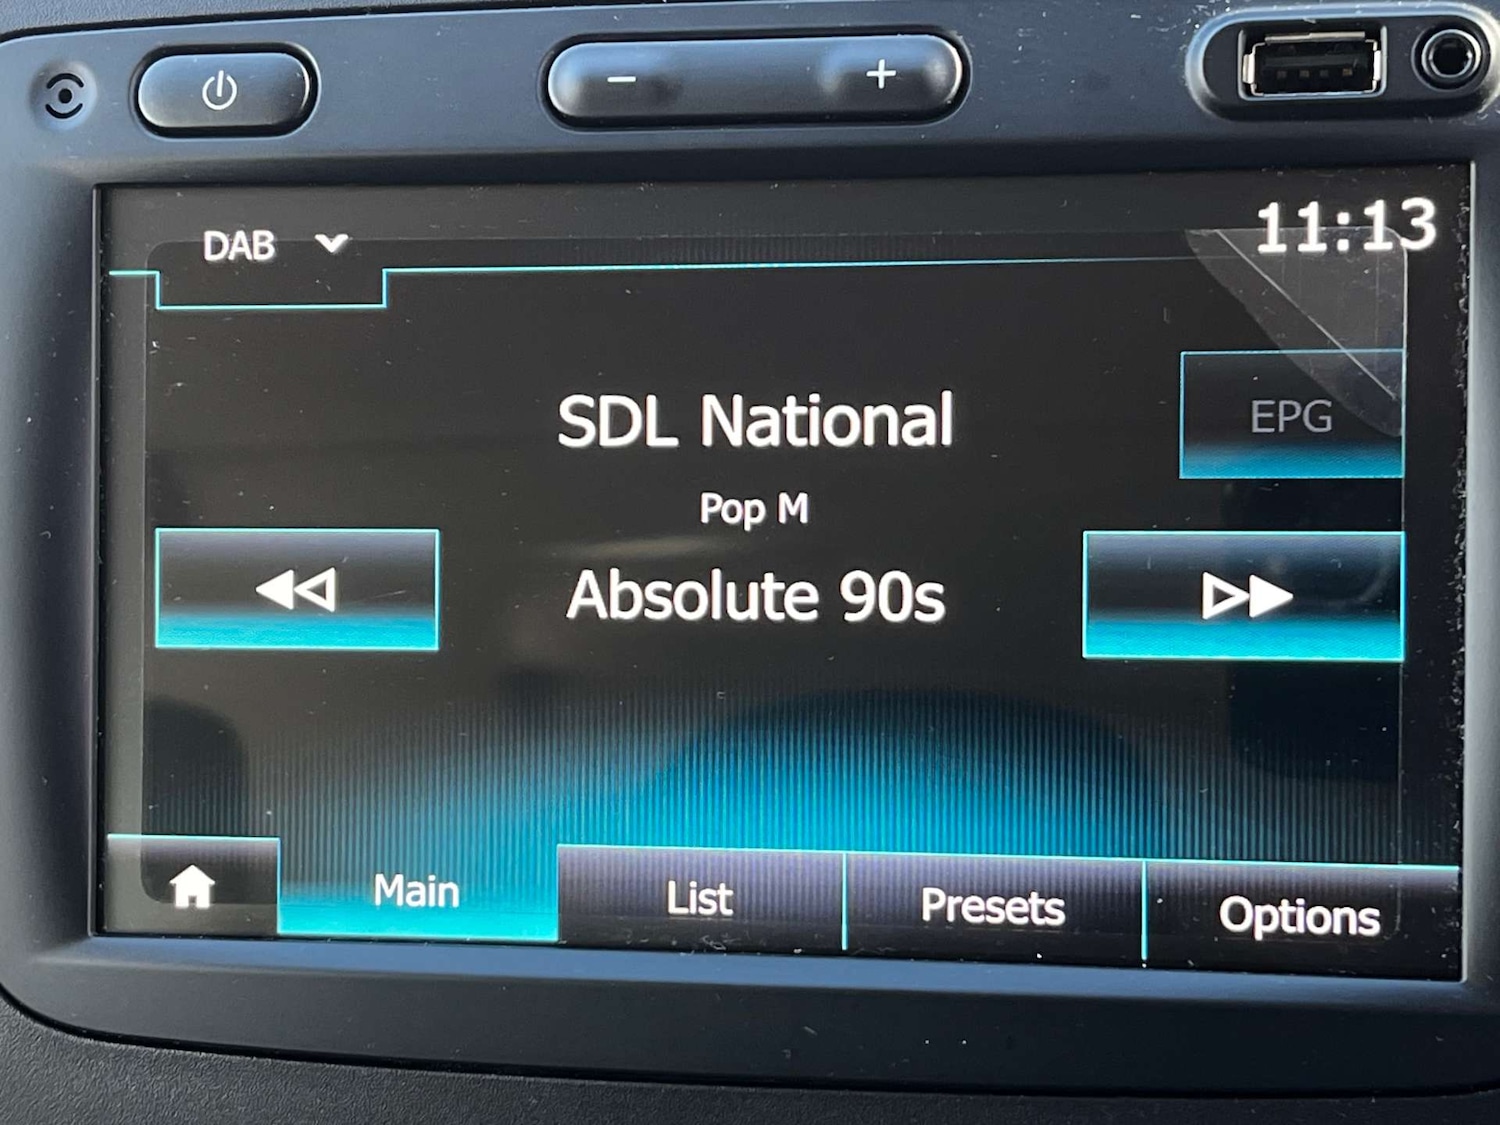 DAB
11:13
SDL National
EPG
Pop M
Absolute 90s
Main
List
Presets
Options